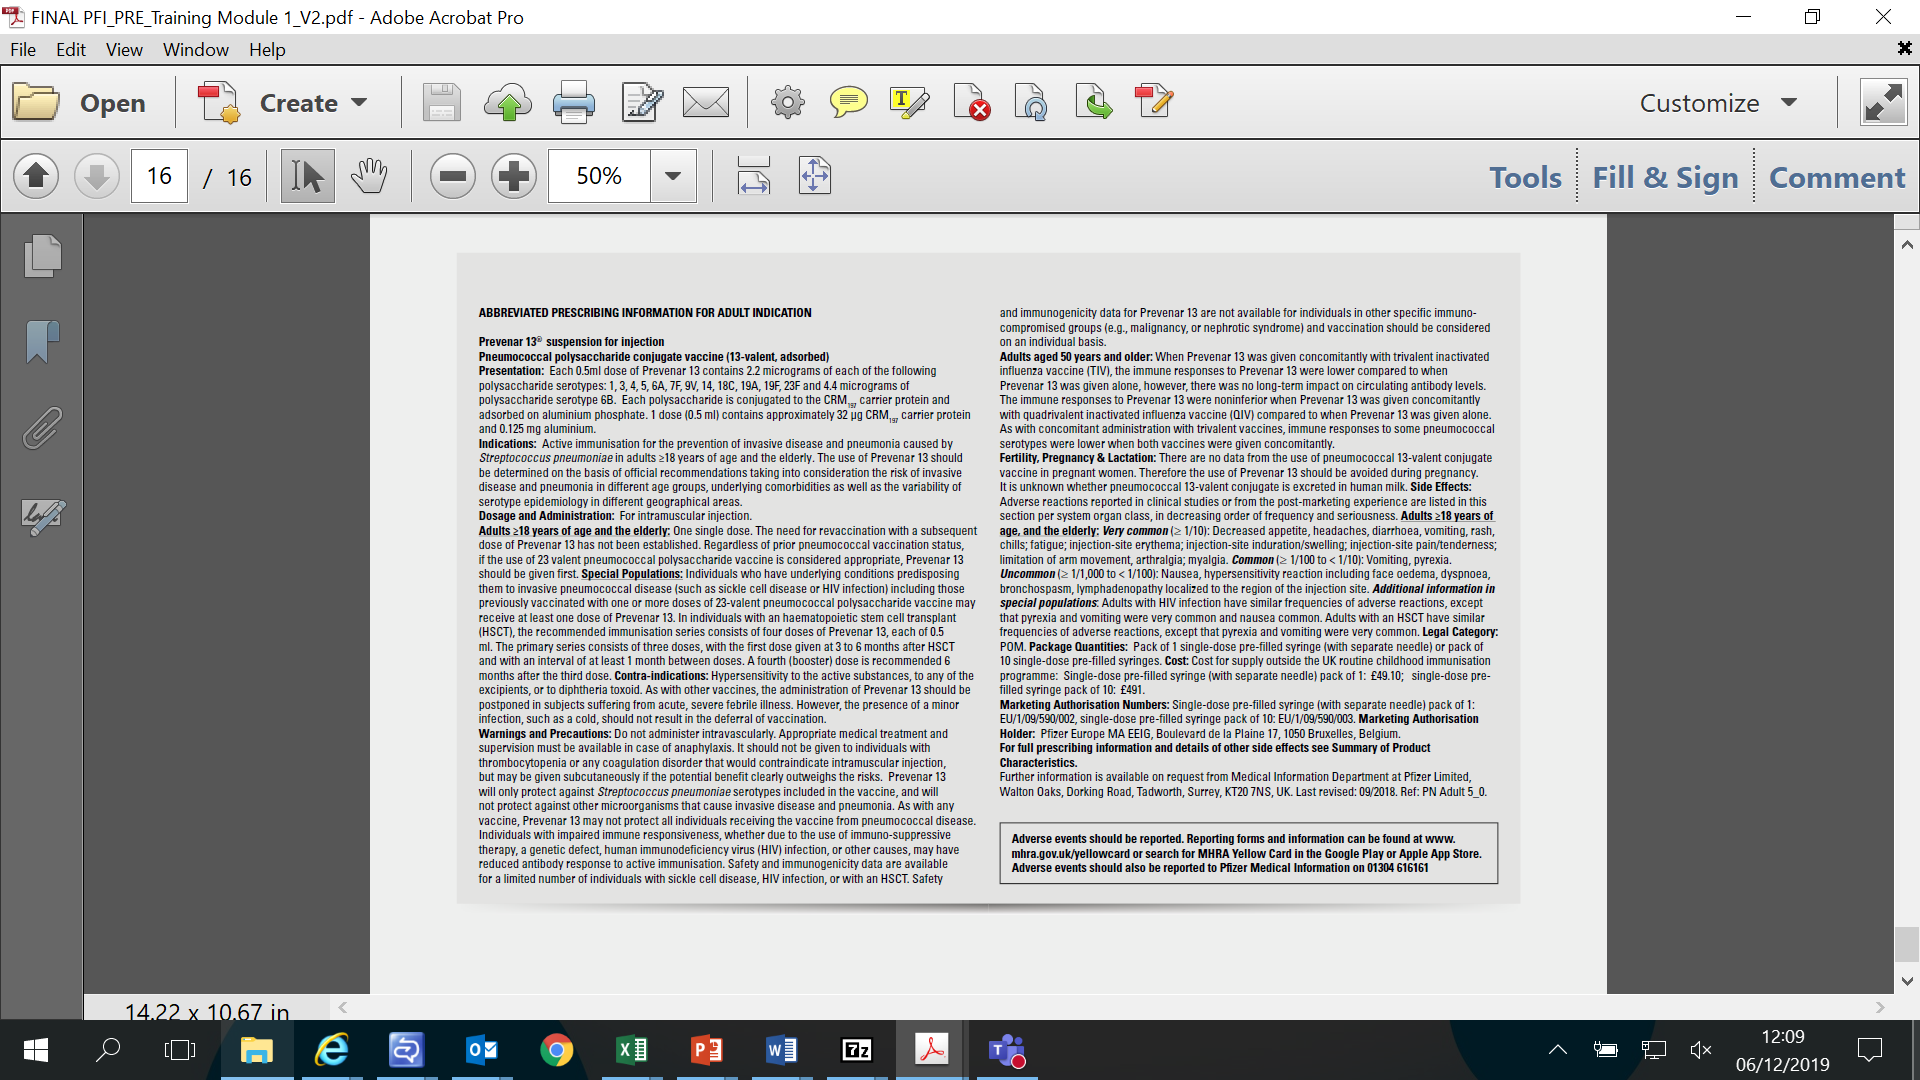 FINAL PFI_PRE_Training Module 1_V2.pdf - Adobe Acrobat Pro
File Edit View Window Help
Open Create Customize
16 / 16 50% Tools Fill & Sign Comment
ABBREVIATED PRESCRIBING INFORMATION FOR ADULT INDICATION
Prevenar 13® suspension for injection
Pneumococcal polysaccharide conjugate vaccine (13-valent, adsorbed)
Presentation: Each 0.5ml dose of Prevenar 13 contains 2.2 micrograms of each of the following
polysaccharide serotypes: 1, 3, 4, 5, 6A, 7F, 9V, 14, 18C, 19A, 19F, 23F and 4.4 micrograms of
polysaccharide serotype 6B. Each polysaccharide is conjugated to the CRM197 carrier protein and
adsorbed on aluminium phosphate. 1 dose (0.5 ml) contains approximately 32 µg CRM197 carrier protein
and 0.125 mg aluminium.
Indications: Active immunisation for the prevention of invasive disease and pneumonia caused by
Streptococcus pneumoniae in adults ≥18 years of age and the elderly. The use of Prevenar 13 should
be determined on the basis of official recommendations taking into consideration the risk of invasive
disease and pneumonia in different age groups, underlying comorbidities as well as the variability of
serotype epidemiology in different geographical areas.
Dosage and Administration: For intramuscular injection.
Adults ≥18 years of age and the elderly: One single dose. The need for revaccination with a subsequent
dose of Prevenar 13 has not been established. Regardless of prior pneumococcal vaccination status,
if the use of 23 valent pneumococcal polysaccharide vaccine is considered appropriate, Prevenar 13
should be given first. Special Populations: Individuals who have underlying conditions predisposing
them to invasive pneumococcal disease (such as sickle cell disease or HIV infection) including those
previously vaccinated with one or more doses of 23-valent pneumococcal polysaccharide vaccine may
receive at least one dose of Prevenar 13. In individuals with an haematopoietic stem cell transplant
(HSCT), the recommended immunisation series consists of four doses of Prevenar 13, each of 0.5
ml. The primary series consists of three doses, with the first dose given at 3 to 6 months after HSCT
and with an interval of at least 1 month between doses. A fourth (booster) dose is recommended 6
months after the third dose. Contra-indications: Hypersensitivity to the active substances, to any of the
excipients, or to diphtheria toxoid. As with other vaccines, the administration of Prevenar 13 should be
postponed in subjects suffering from acute, severe febrile illness. However, the presence of a minor
infection, such as a cold, should not result in the deferral of vaccination.
Warnings and Precautions: Do not administer intravascularly. Appropriate medical treatment and
supervision must be available in case of anaphylaxis. It should not be given to individuals with
thrombocytopenia or any coagulation disorder that would contraindicate intramuscular injection,
but may be given subcutaneously if the potential benefit clearly outweighs the risks. Prevenar 13
will only protect against Streptococcus pneumoniae serotypes included in the vaccine, and will
not protect against other microorganisms that cause invasive disease and pneumonia. As with any
vaccine, Prevenar 13 may not protect all individuals receiving the vaccine from pneumococcal disease.
Individuals with impaired immune responsiveness, whether due to the use of immuno-suppressive
therapy, a genetic defect, human immunodeficiency virus (HIV) infection, or other causes, may have
reduced antibody response to active immunisation. Safety and immunogenicity data are available
for a limited number of individuals with sickle cell disease, HIV infection, or with an HSCT. Safety
and immunogenicity data for Prevenar 13 are not available for individuals in other specific immuno-
compromised groups (e.g., malignancy, or nephrotic syndrome) and vaccination should be considered
on an individual basis.
Adults aged 50 years and older: When Prevenar 13 was given concomitantly with trivalent inactivated
influenza vaccine (TIV), the immune responses to Prevenar 13 were lower compared to when
Prevenar 13 was given alone, however, there was no long-term impact on circulating antibody levels.
The immune responses to Prevenar 13 were noninferior when Prevenar 13 was given concomitantly
with quadrivalent inactivated influenza vaccine (QIV) compared to when Prevenar 13 was given alone.
As with concomitant administration with trivalent vaccines, immune responses to some pneumococcal
serotypes were lower when both vaccines were given concomitantly.
Fertility, Pregnancy & Lactation: There are no data from the use of pneumococcal 13-valent conjugate
vaccine in pregnant women. Therefore the use of Prevenar 13 should be avoided during pregnancy.
It is unknown whether pneumococcal 13-valent conjugate is excreted in human milk. Side Effects:
Adverse reactions reported in clinical studies or from the post-marketing experience are listed in this
section per system organ class, in decreasing order of frequency and seriousness. Adults ≥18 years of
age, and the elderly: Very common (≥ 1/10): Decreased appetite, headaches, diarrhoea, vomiting, rash,
chills; fatigue; injection-site erythema; injection-site induration/swelling; injection-site pain/tenderness;
limitation of arm movement, arthralgia; myalgia. Common (≥ 1/100 to < 1/10): Vomiting, pyrexia.
Uncommon (≥ 1/1,000 to < 1/100): Nausea, hypersensitivity reaction including face oedema, dyspnoea,
bronchospasm, lymphadenopathy localized to the region of the injection site. Additional information in
special populations: Adults with HIV infection have similar frequencies of adverse reactions, except
that pyrexia and vomiting were very common and nausea common. Adults with an HSCT have similar
frequencies of adverse reactions, except that pyrexia and vomiting were very common. Legal Category:
POM. Package Quantities: Pack of 1 single-dose pre-filled syringe (with separate needle) or pack of
10 single-dose pre-filled syringes. Cost: Cost for supply outside the UK routine childhood immunisation
programme: Single-dose pre-filled syringe (with separate needle) pack of 1: £49.10; single-dose pre-
filled syringe pack of 10: £491.
Marketing Authorisation Numbers: Single-dose pre-filled syringe (with separate needle) pack of 1:
EU/1/09/590/002, single-dose pre-filled syringe pack of 10: EU/1/09/590/003. Marketing Authorisation
Holder: Pfizer Europe MA EEIG, Boulevard de la Plaine 17, 1050 Bruxelles, Belgium.
For full prescribing information and details of other side effects see Summary of Product
Characteristics.
Further information is available on request from Medical Information Department at Pfizer Limited,
Walton Oaks, Dorking Road, Tadworth, Surrey, KT20 7NS, UK. Last revised: 09/2018. Ref: PN Adult 5_0.
Adverse events should be reported. Reporting forms and information can be found at www.
mhra.gov.uk/yellowcard or search for MHRA Yellow Card in the Google Play or Apple App Store.
Adverse events should also be reported to Pfizer Medical Information on 01304 616161
14.22 x 10.67 in
12:09
06/12/2019